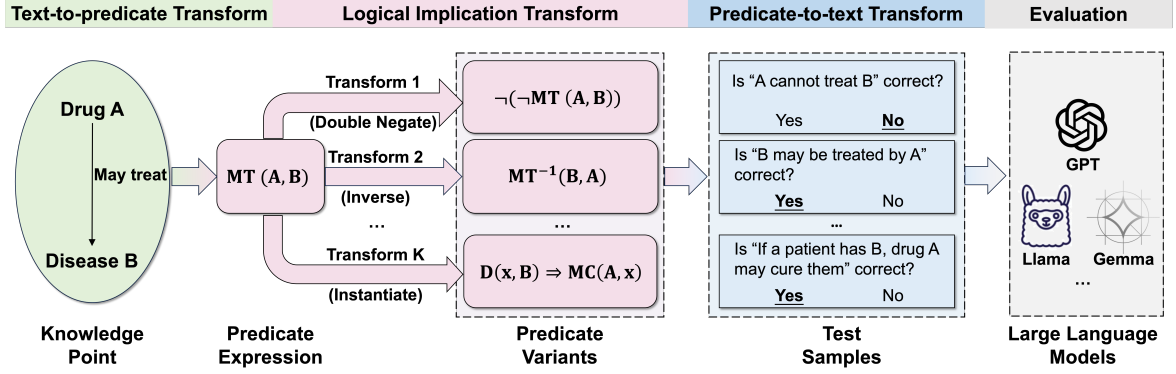 Text-to-predicate Transform
Logical Implication Transform
Predicate-to-text Transform
Evaluation
Drug A
May treat
Disease B
Knowledge
Point
MT (A, B)
Predicate
Expression
Transform 1
(Double Negate)
Transform 2
(Inverse)
...
Transform K
(Instantiate)
¬(¬MT (A, B))
MT⁻¹(B, A)
...
D(x, B) ⇒ MC(A, x)
Predicate
Variants
Is “A cannot treat B” correct?
Yes No
Is “B may be treated by A”
correct?
Yes No
...
Is “If a patient has B, drug A
may cure them” correct?
Yes No
Test
Samples
GPT
Llama Gemma
...
Large Language
Models